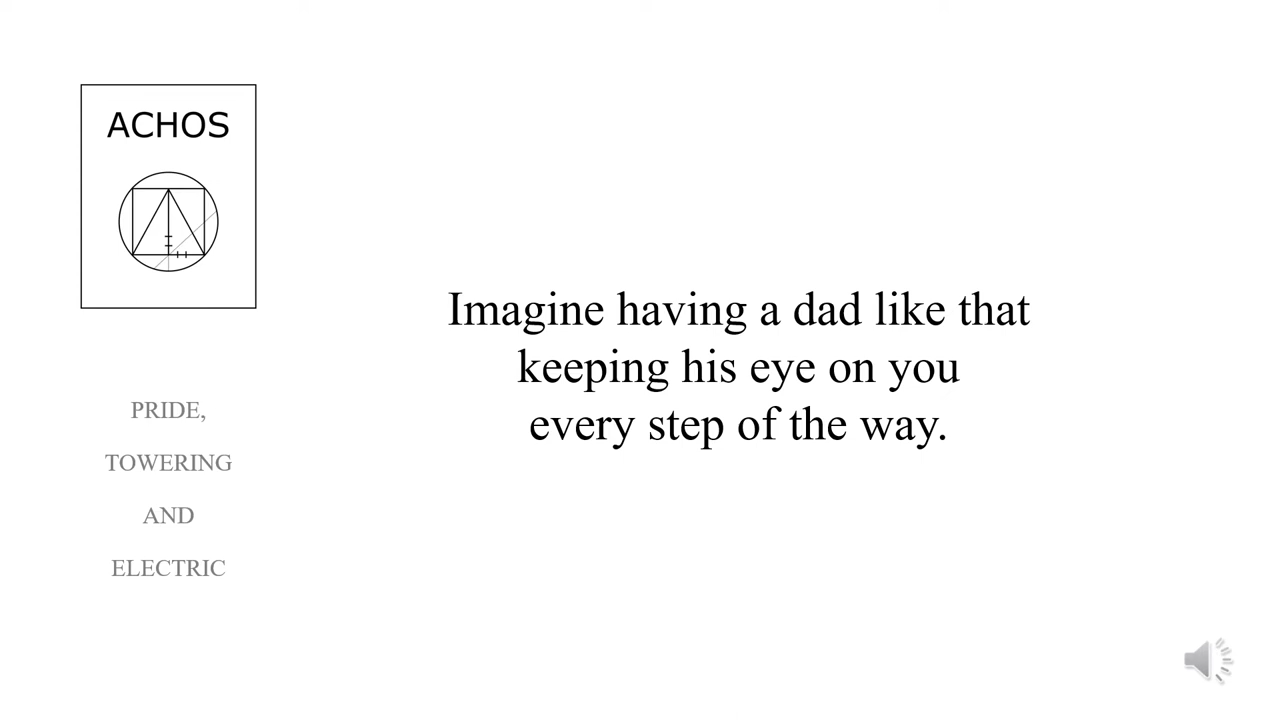 ACHOS
PRIDE,
TOWERING
AND
ELECTRIC
Imagine having a dad like that
keeping his eye on you
every step of the way.